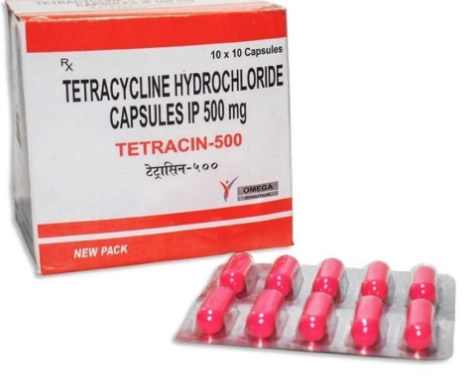 10 x 10 Capsules
Rx
TETRACYCLINE HYDROCHLORIDE
CAPSULES IP 500 mg
TETRACIN-500
टेट्रासिन-५००
OMEGA
NEW PACK